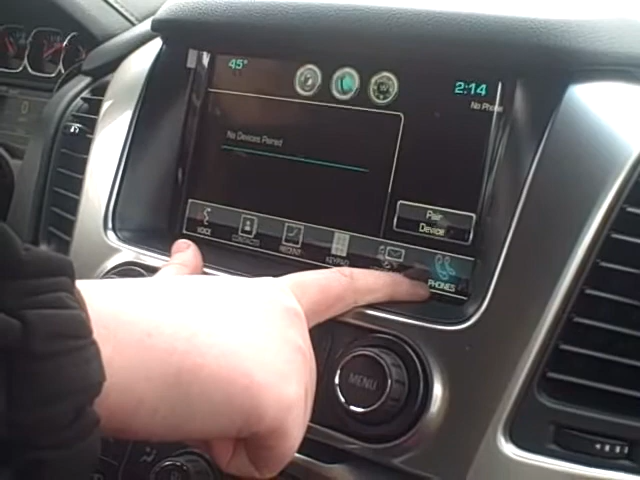 45°
2:14
No Phone
No Devices Paired
Pair
Device
VOICE
CONTACTS
RECENT
KEYPAD
PHONES
MENU